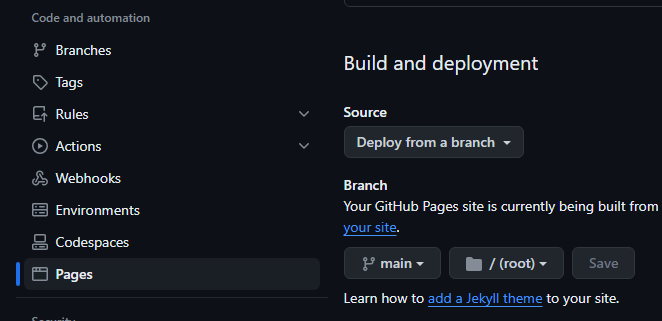 Code and automation
Branches
Tags
Rules
Actions
Webhooks
Environments
Codespaces
Pages
Security
Build and deployment
Source
Deploy from a branch
Branch
Your GitHub Pages site is currently being built from
your site.
main / (root) Save
Learn how to add a Jekyll theme to your site.